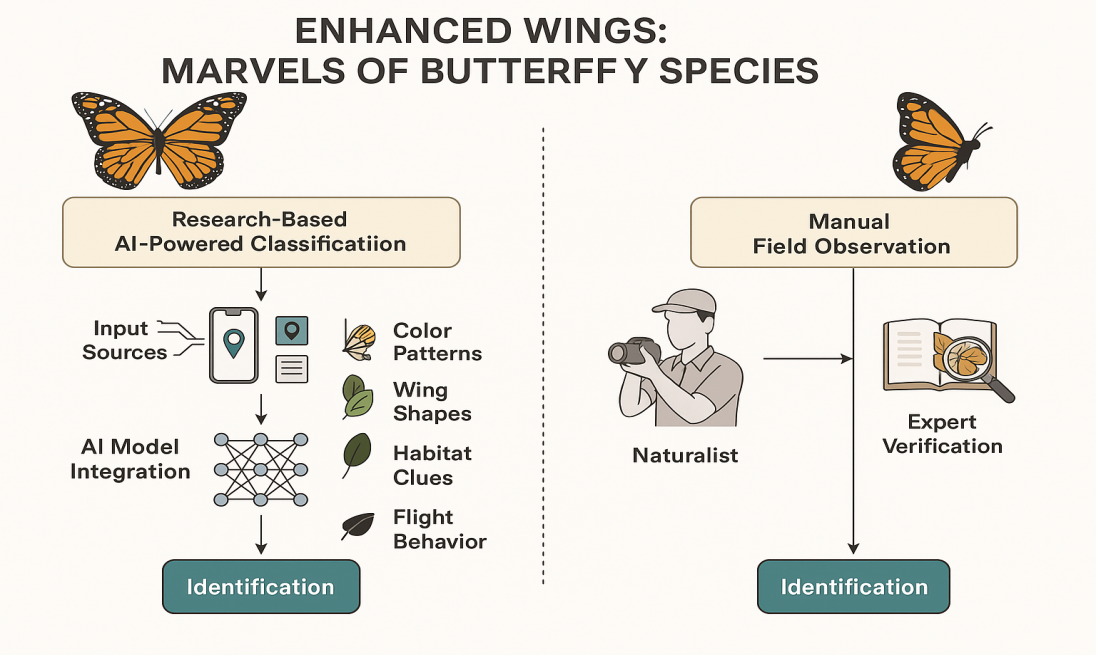 ENHANCED WINGS:
MARVELS OF BUTTERFF Y SPECIES
Research-Based
AI-Powered Classificatiion
Input
Sources
Color
Patterns
Wing
Shapes
AI Model
Integration
Habitat
Clues
Flight
Behavior
Identification
Manual
Field Observation
Naturalist
Expert
Verification
Identification